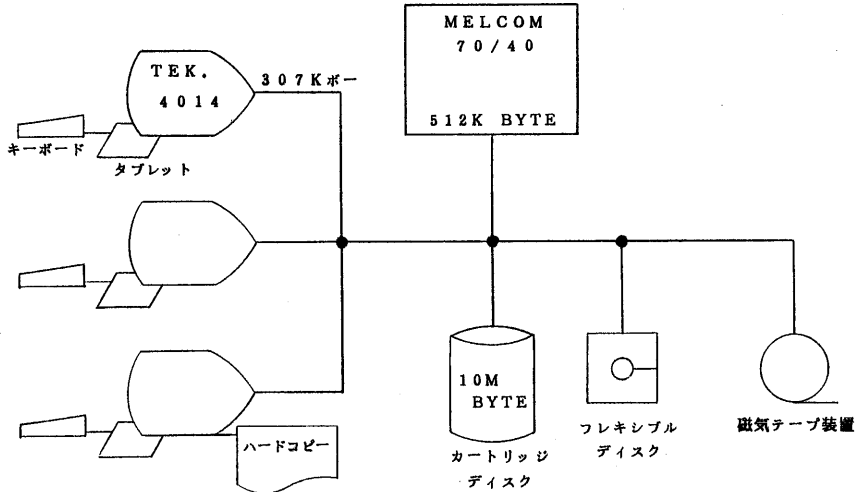 MELCOM
70/40
512K BYTE
TEK.
4014
307Kボー
キーボード
タブレット
10M
BYTE
カートリッジ
ディスク
フレキシブル
ディスク
磁気テープ装置
ハードコピー